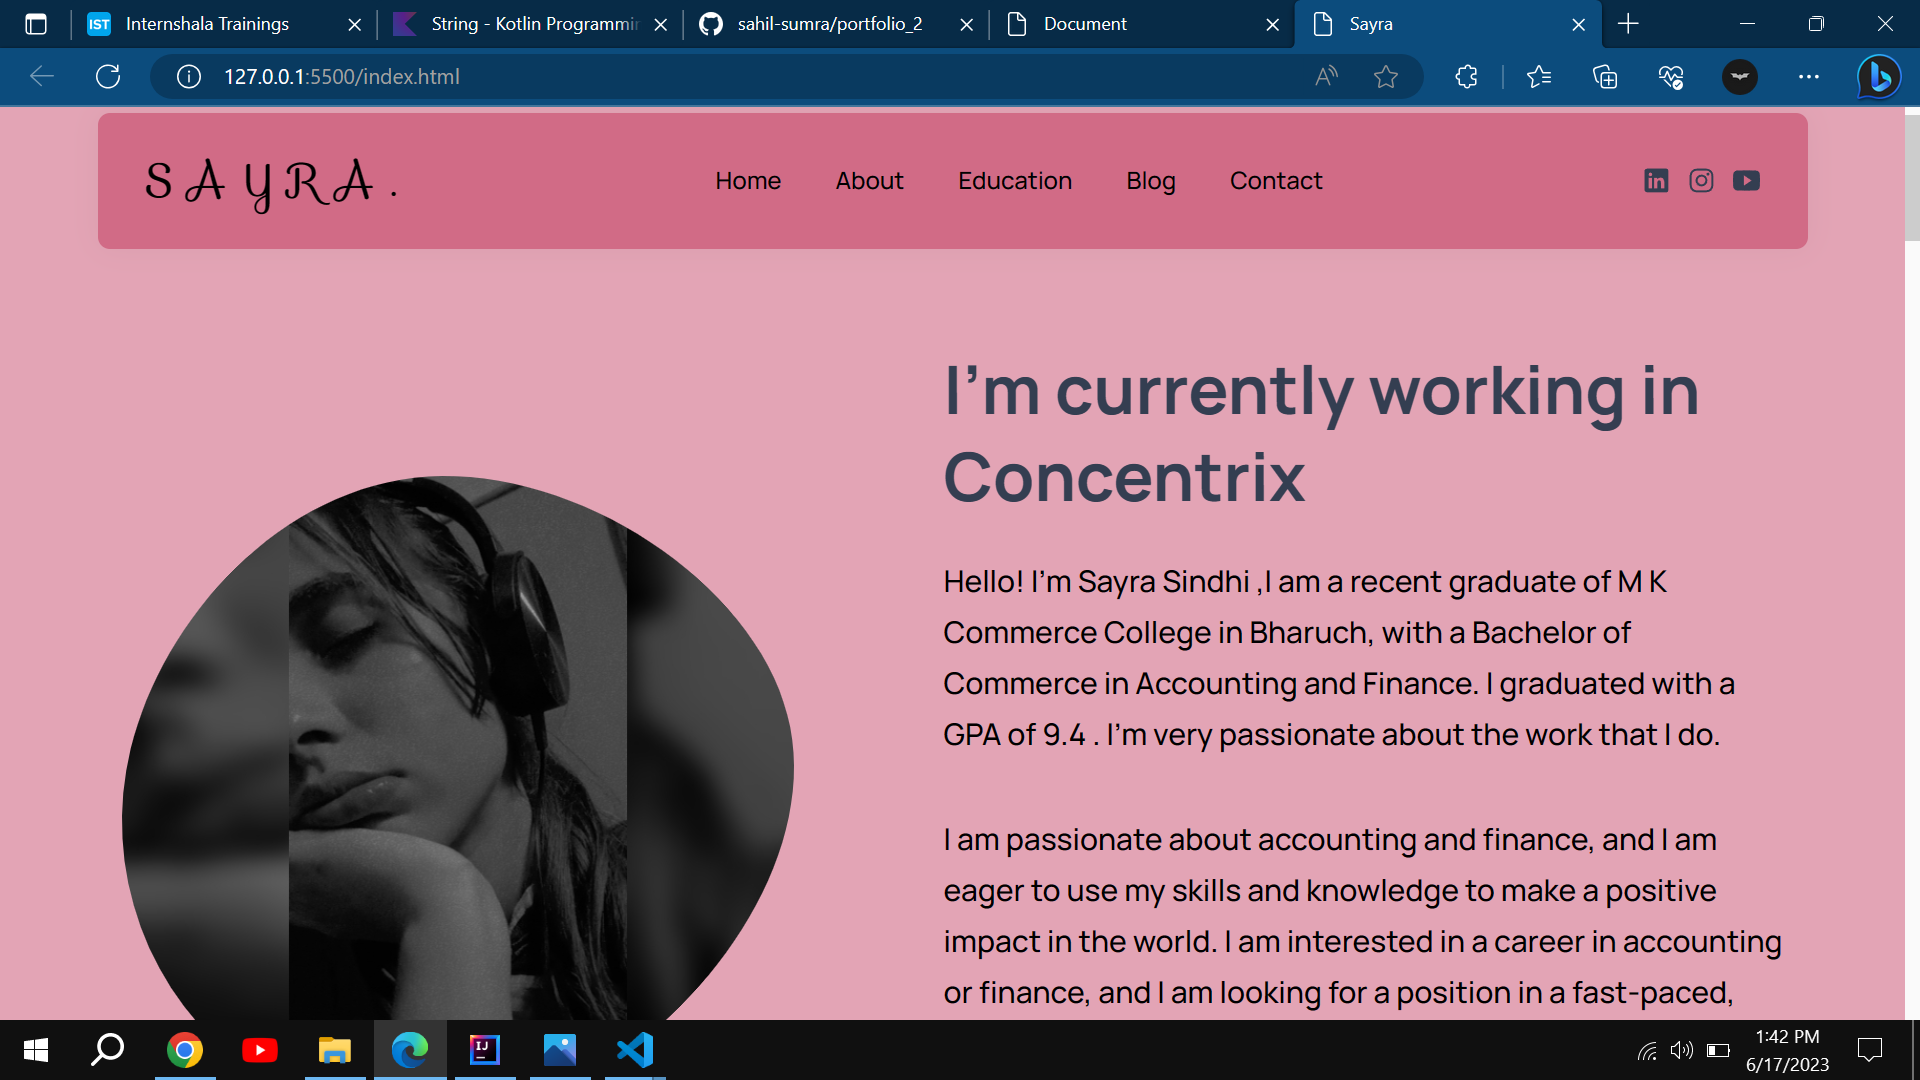 Internshala Trainings
String - Kotlin Programmin
sahil-sumra/portfolio_2
Document
Sayra
127.0.0.1:5500/index.html
S A Y R A .
Home
About
Education
Blog
Contact
I'm currently working in
Concentrix
Hello! I'm Sayra Sindhi ,I am a recent graduate of M K
Commerce College in Bharuch, with a Bachelor of
Commerce in Accounting and Finance. I graduated with a
GPA of 9.4 . I'm very passionate about the work that I do.
I am passionate about accounting and finance, and I am
eager to use my skills and knowledge to make a positive
impact in the world. I am interested in a career in accounting
or finance, and I am looking for a position in a fast-paced,
1:42 PM
6/17/2023